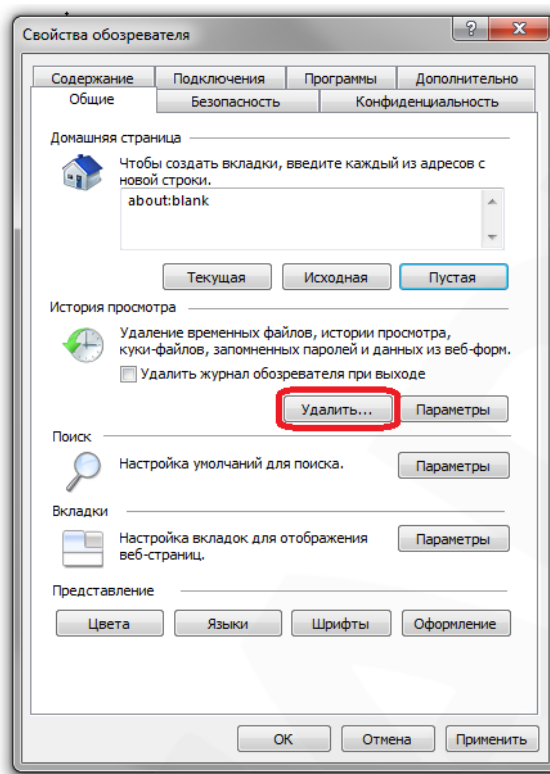 Свойства обозревателя
?
Содержание Подключения Программы Дополнительно
Общие Безопасность Конфиденциальность
Домашняя страница
Чтобы создать вкладки, введите каждый из адресов с
новой строки.
about:blank
Текущая Исходная Пустая
История просмотра
Удаление временных файлов, истории просмотра,
куки-файлов, запомненных паролей и данных из веб-форм.
Удалить журнал обозревателя при выходе
Удалить... Параметры
Поиск
Настройка умолчаний для поиска. Параметры
Вкладки
Настройка вкладок для отображения Параметры
веб-страниц.
Представление
Цвета Языки Шрифты Оформление
ОК Отмена Применить